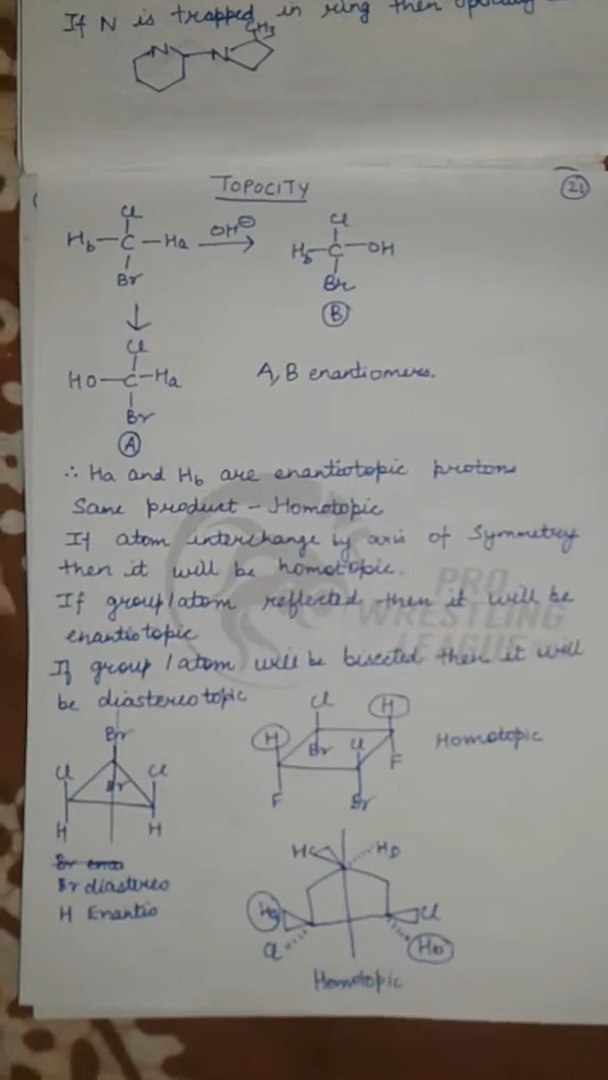 If N is trapped in ring then
N N CH3
TOPOCITY
21
Cl
Hb-C-Ha OH⊖ →
Br
Cl
Hb-C-OH
Br
B
Cl
HO-C-Ha
Br
A
A, B enantiomers.
∴ Ha and Hb are enantiotopic protons
Same product - Homotopic
If atom interchange by axis of Symmetry
then it will be homotopic.
If group/atom reflected then it will be
enantiotopic
If group/atom will be bisected then it will
be diastereotopic
Br
Cl Br Cl
H H
Br diastereo
H Enantio
Cl H
H Br Cl F
F Br
Homotopic
Hc HD
Ha Cl
Cl Hb
Homotopic
PRO
WRESTLING
LEAGUE